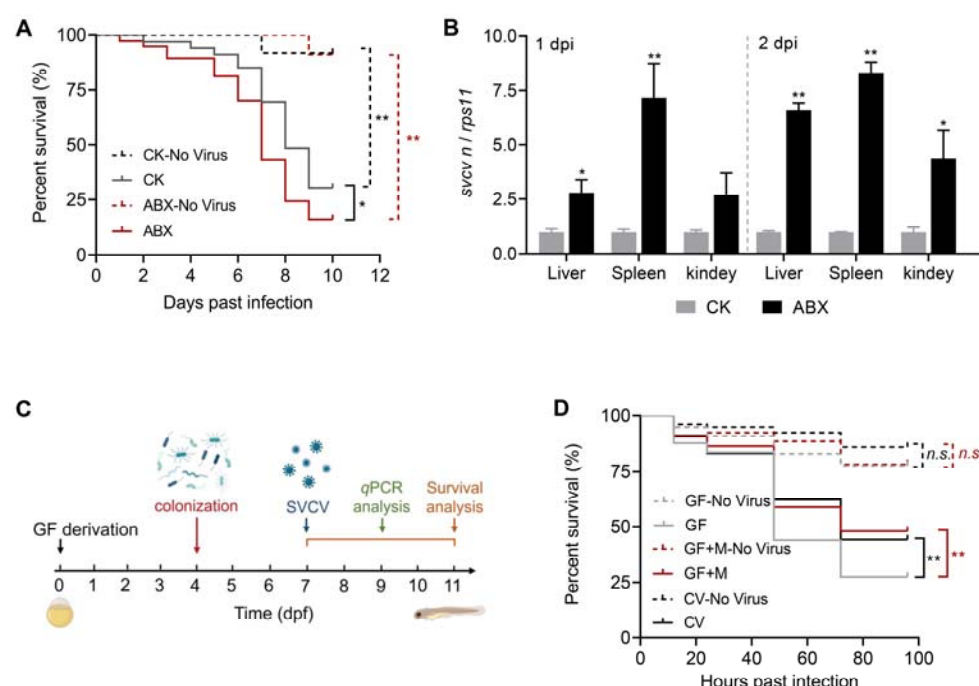 A
Percent survival (%)
100
75
50
25
0
CK-No Virus
CK
ABX-No Virus
ABX
**
**
*
0 2 4 6 8 10 12
Days past infection
B
svcv n / rps11
10.0
7.5
5.0
2.5
0.0
1 dpi
2 dpi
*
**
**
**
*
Liver Spleen kindey Liver Spleen kindey
CK ABX
C
colonization
SVCV
qPCR
analysis
Survival
analysis
GF derivation
0 1 2 3 4 5 6 7 8 9 10 11
Time (dpf)
D
Percent survival (%)
100
75
50
25
0
n.s.
n.s
GF-No Virus
GF
GF+M-No Virus
GF+M
CV-No Virus
CV
**
**
0 20 40 60 80 100
Hours past infection